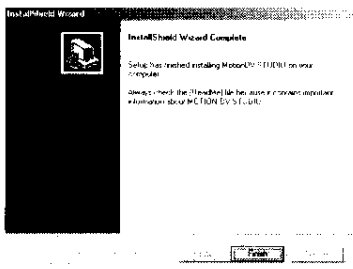 InstallShield Wizard
InstallShield Wizard Complete
Setup has finished installing MotionDV STUDIO on your
computer.
Always check the [ReadMe] file because it contains important
information about MOTION DV STUDIO.
Finish